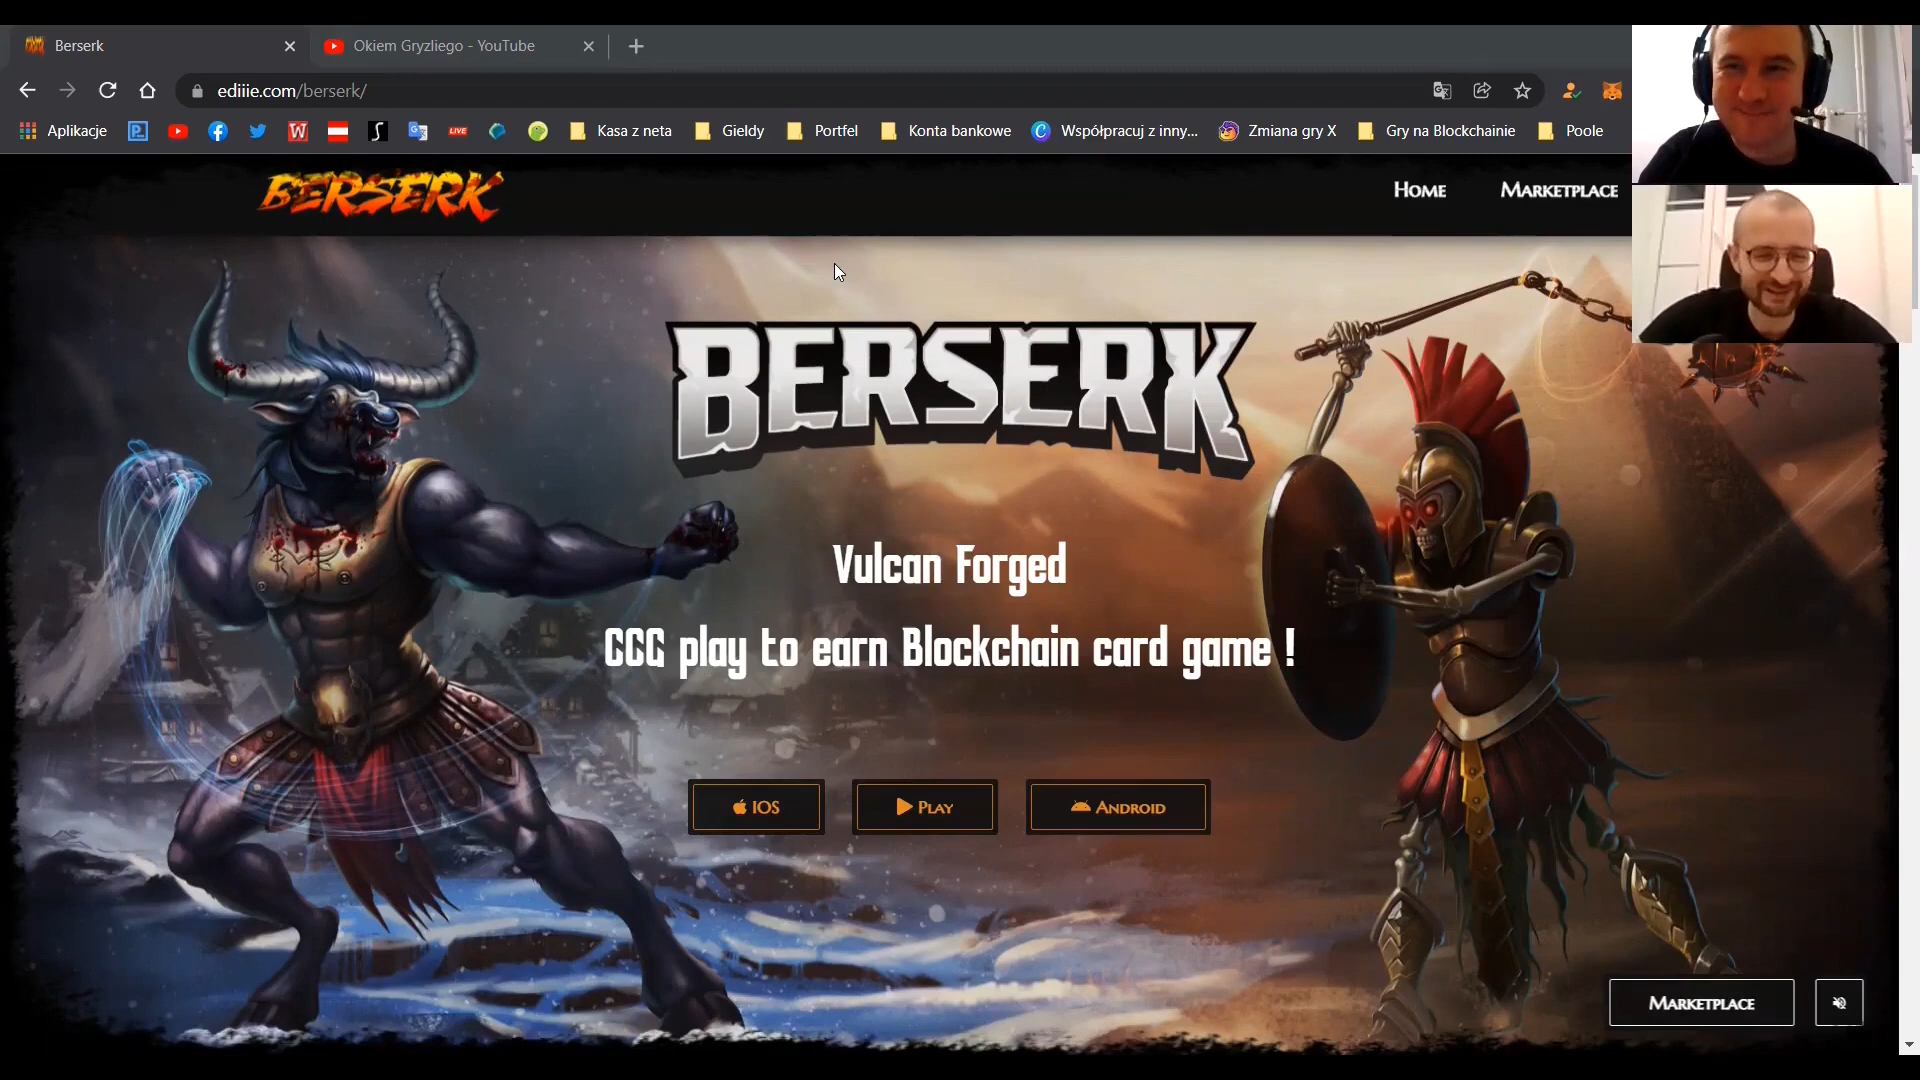 Berserk
Okiem Gryzliego - YouTube
ediiie.com/berserk/
Aplikacje
LIVE
Kasa z neta
Gieldy
Portfel
Konta bankowe
Współpracuj z inny...
Zmiana gry X
Gry na Blockchainie
Poole
BERSERK
HOME
MARKETPLACE
BERSERK
Vulcan Forged
CCG play to earn Blockchain card game !
IOS
PLAY
ANDROID
MARKETPLACE